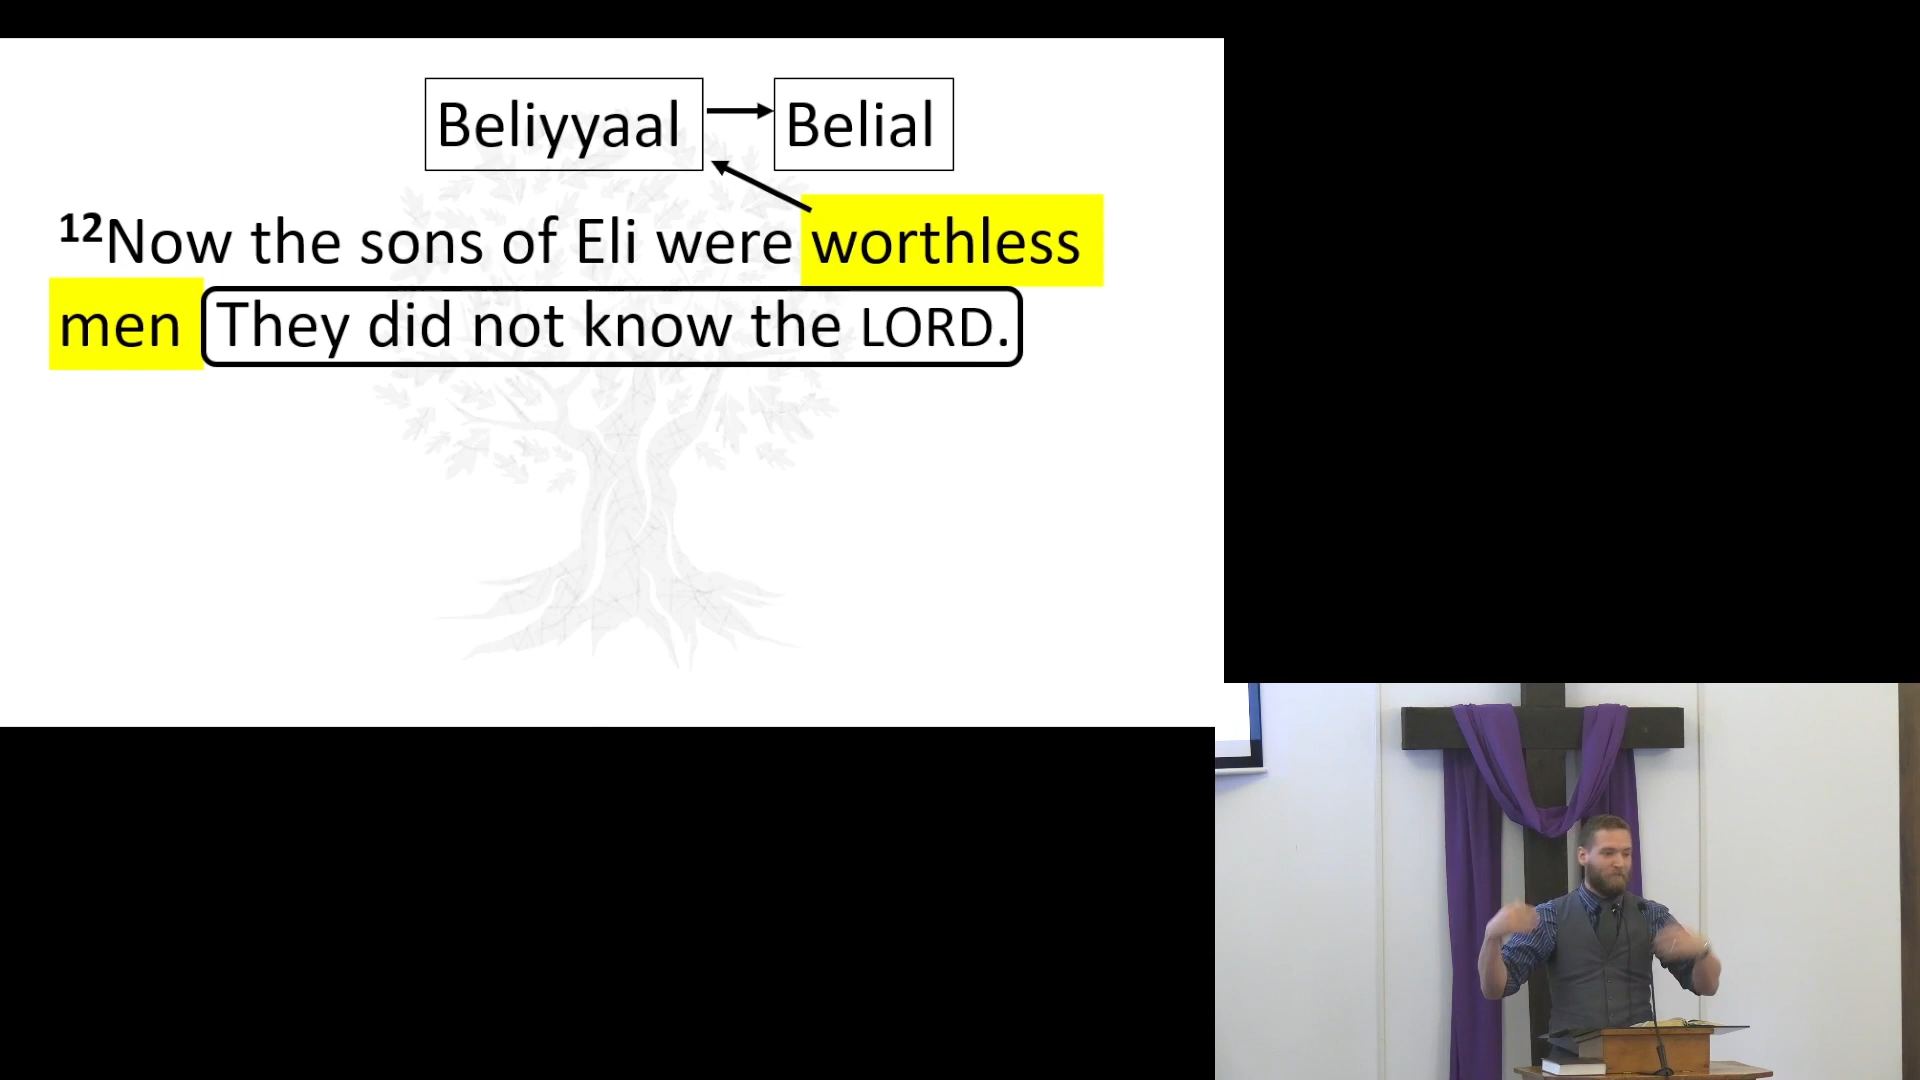 Beliyyaal Belial
12Now the sons of Eli were worthless
men They did not know the LORD.